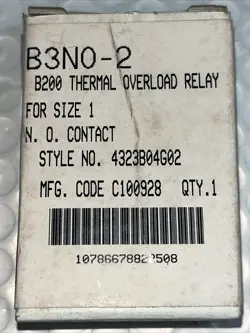 B3NO-2
B200 THERMAL OVERLOAD RELAY
FOR SIZE 1
N. O. CONTACT
STYLE NO. 4323B04G02
MFG. CODE C100928 QTY.1